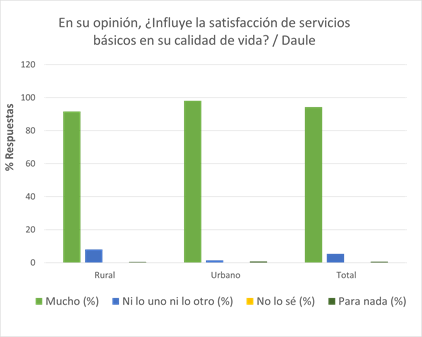 En su opinión, ¿Influye la satisfacción de servicios
básicos en su calidad de vida? / Daule
% Respuestas
120
100
80
60
40
20
0
Rural Urbano Total
Mucho (%) Ni lo uno ni lo otro (%) No lo sé (%) Para nada (%)